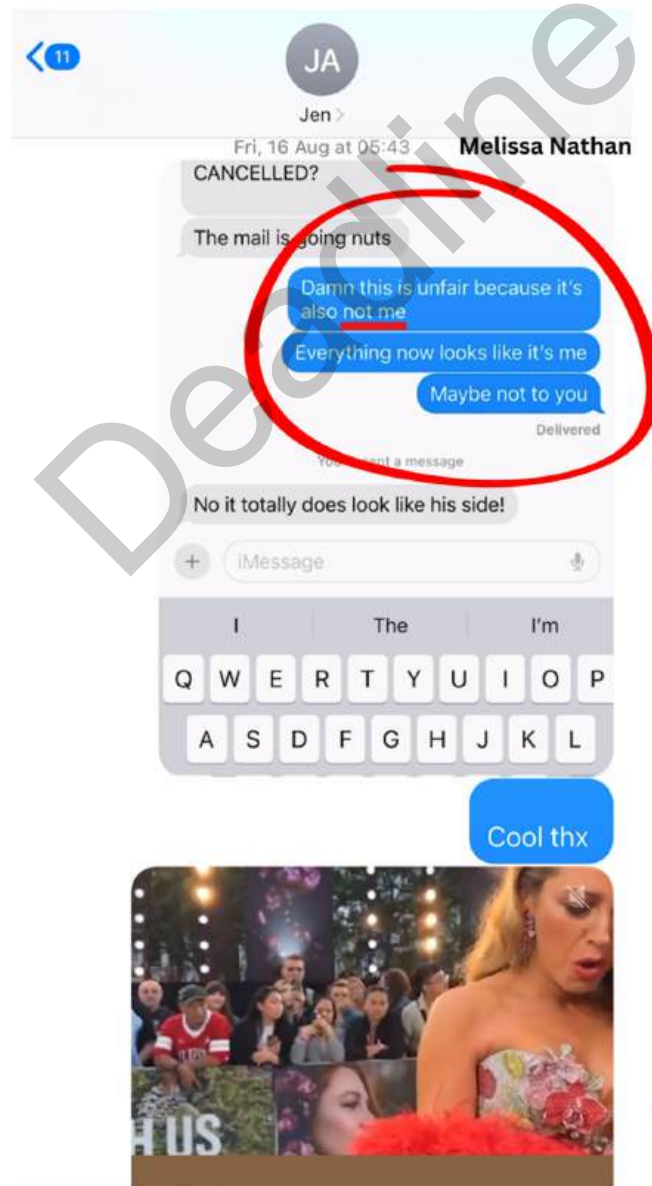 11
JA
Jen
Fri, 16 Aug at 05:43
Melissa Nathan
CANCELLED?
The mail is going nuts
Damn this is unfair because it's
also not me
Everything now looks like it's me
Maybe not to you
Delivered
a message
No it totally does look like his side!
iMessage
I The I'm
Q W E R T Y U I O P
A S D F G H J K L
Cool thx
H US
Deadline